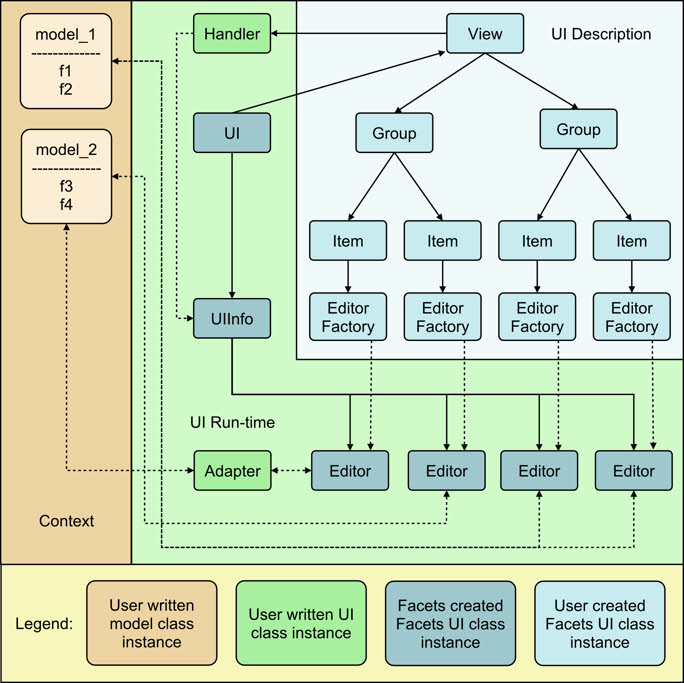 model_1
f1
f2
model_2
f3
f4
Context
Handler
View
UI Description
UI
Group
Group
Item
Item
Item
Item
UIInfo
Editor
Factory
Editor
Factory
Editor
Factory
Editor
Factory
UI Run-time
Adapter
Editor
Editor
Editor
Editor
Legend:
User written
model class
instance
User written UI
class instance
Facets created
Facets UI class
instance
User created
Facets UI class
instance